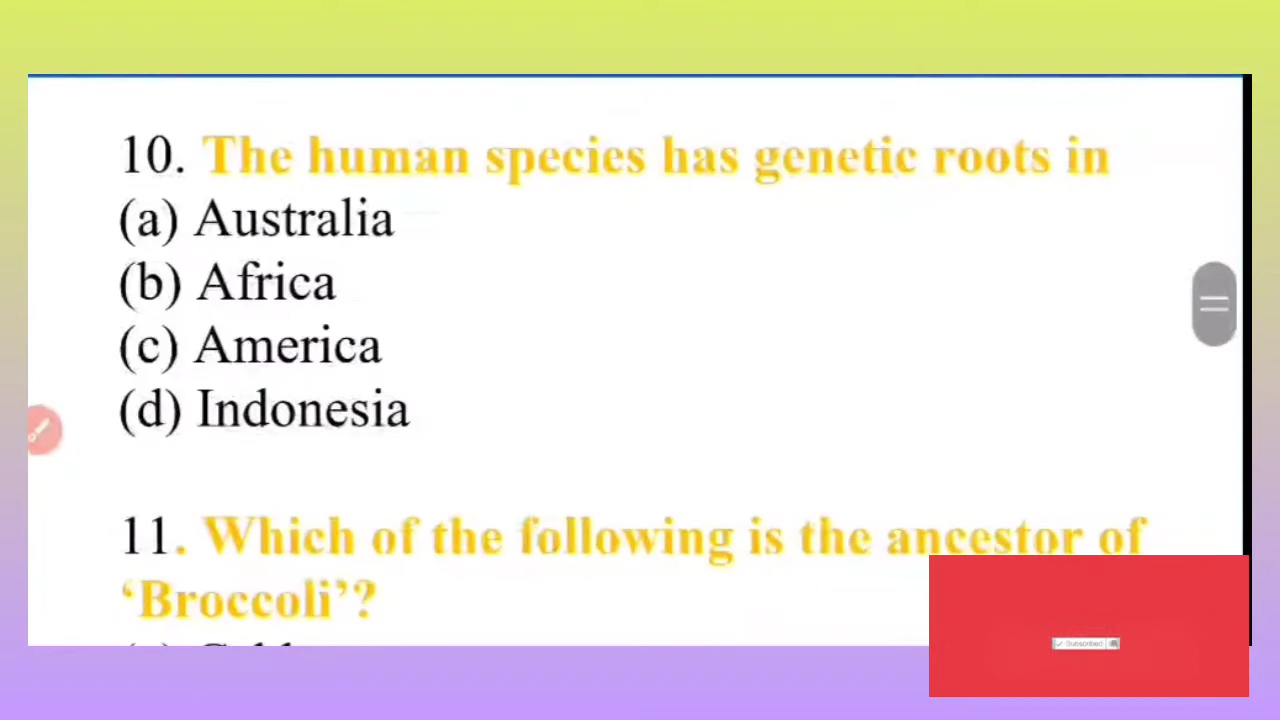 10. The human species has genetic roots in
(a) Australia
(b) Africa
(c) America
(d) Indonesia
11. Which of the following is the ancestor of
‘Broccoli’?
Subscribed